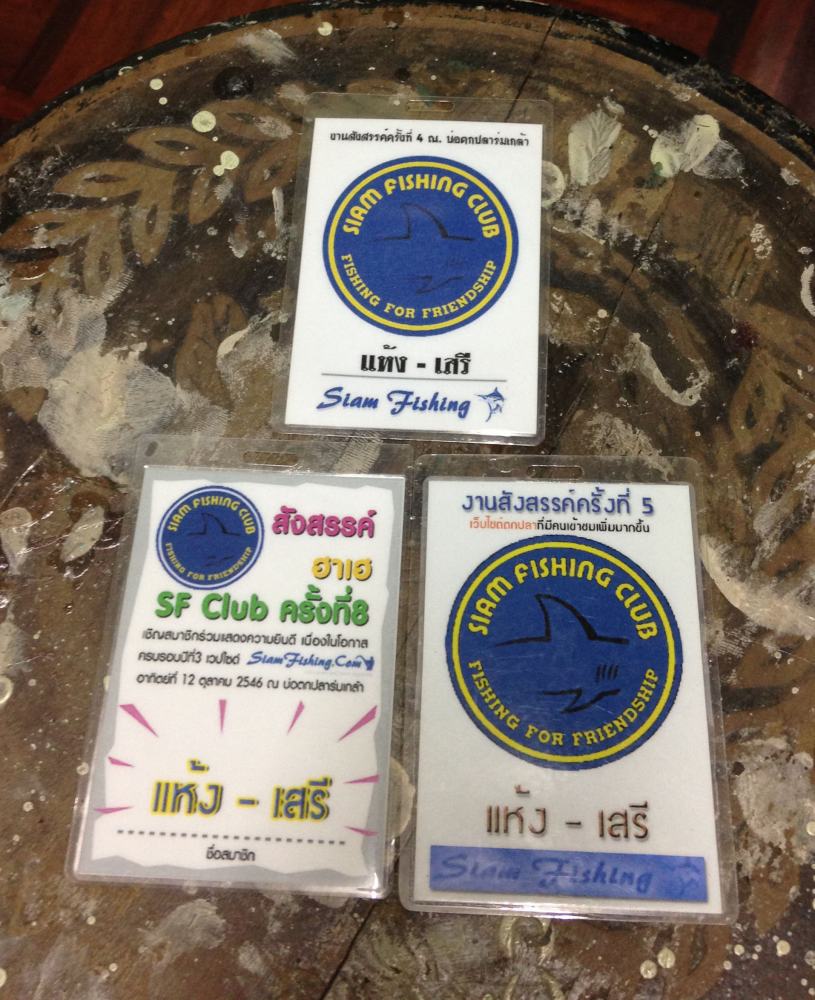 งานสังสรรค์ครั้งที่ 4 ณ. บ่อตกปลาร่มเกล้า
SIAM FISHING CLUB
FISHING FOR FRIENDSHIP
แห้ง - เสรี
Siam Fishing
SIAM FISHING CLUB
FISHING FOR FRIENDSHIP
สังสรรค์
ฮาเฮ
SF Club ครั้งที่8
เชิญสมาชิกร่วมแสดงความยินดี เนื่องในโอกาส
ครบรอบปีที่3 เวปไซต์ SiamFishing.Com
อาทิตย์ที่ 12 ตุลาคม 2546 ณ บ่อตกปลาร่มเกล้า
แห้ง - เสรี
ชื่อสมาชิก
งานสังสรรค์ครั้งที่ 5
เว็บไซต์ตกปลาที่มีคนเข้าชมเพิ่มมากขึ้น
SIAM FISHING CLUB
FISHING FOR FRIENDSHIP
แห้ง - เสรี
Siam Fishing